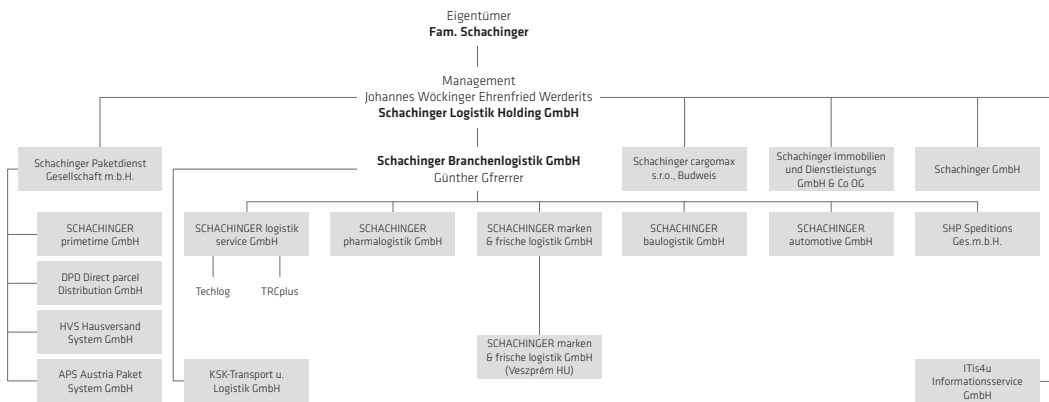 Eigentümer
Fam. Schachinger
Management
Johannes Wöckinger Ehrenfried Werderits
Schachinger Logistik Holding GmbH
Schachinger Paketdienst
Gesellschaft m.b.H.
Schachinger Branchenlogistik GmbH
Günther Gfrerrer
Schachinger cargomax
s.r.o., Budweis
Schachinger Immobilien
und Dienstleistungs
GmbH & Co OG
Schachinger GmbH
SCHACHINGER
primetime GmbH
SCHACHINGER logistik
service GmbH
SCHACHINGER
pharmalogistik GmbH
SCHACHINGER marken
& frische logistik GmbH
SCHACHINGER
baulogistik GmbH
SCHACHINGER
automotive GmbH
SHP Speditions
Ges.m.b.H.
DPD Direct parcel
Distribution GmbH
Techlog
TRCplus
HVS Hausversand
System GmbH
SCHACHINGER marken
& frische logistik GmbH
(Veszprém HU)
APS Austria Paket
System GmbH
KSK-Transport u.
Logistik GmbH
ITis4u
Informationsservice
GmbH